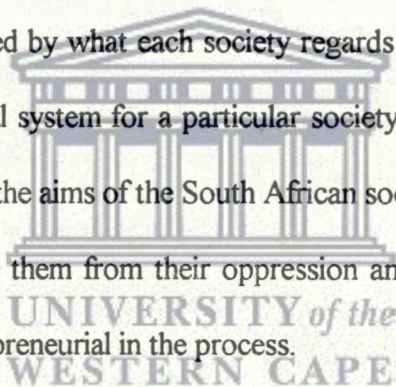 ed by what each society regards
l system for a particular society
the aims of the South African soc
them from their oppression an
UNIVERSITY of the
preneurial in the process.
WESTERN CAPE